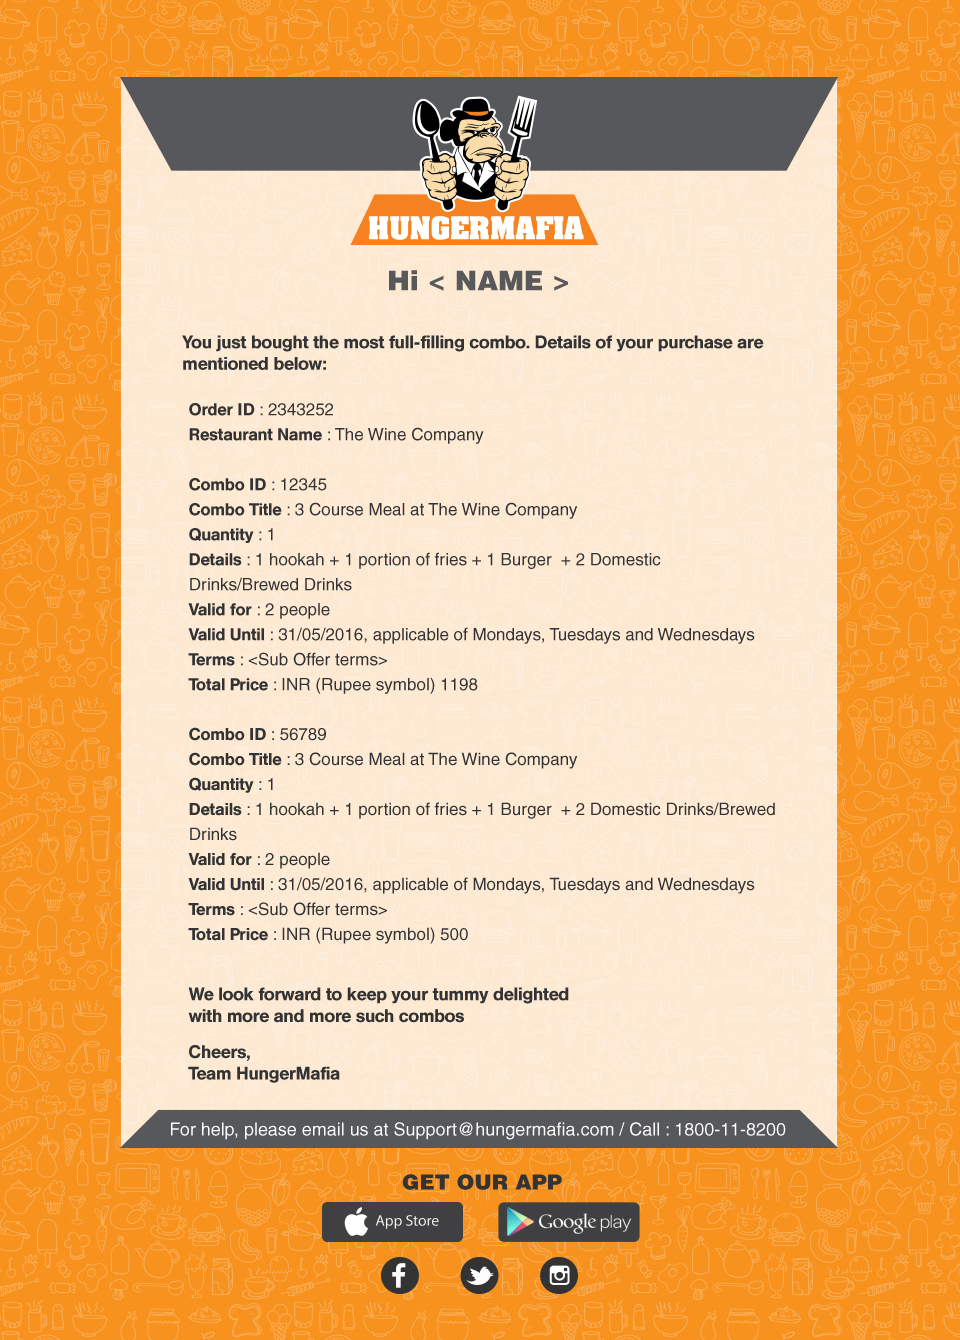 HUNGERMAFIA
Hi < NAME >
You just bought the most full-filling combo. Details of your purchase are
mentioned below:
Order ID : 2343252
Restaurant Name : The Wine Company
Combo ID : 12345
Combo Title : 3 Course Meal at The Wine Company
Quantity : 1
Details : 1 hookah + 1 portion of fries + 1 Burger  + 2 Domestic
Drinks/Brewed Drinks
Valid for : 2 people
Valid Until : 31/05/2016, applicable of Mondays, Tuesdays and Wednesdays
Terms : <Sub Offer terms>
Total Price : INR (Rupee symbol) 1198
Combo ID : 56789
Combo Title : 3 Course Meal at The Wine Company
Quantity : 1
Details : 1 hookah + 1 portion of fries + 1 Burger  + 2 Domestic Drinks/Brewed
Drinks
Valid for : 2 people
Valid Until : 31/05/2016, applicable of Mondays, Tuesdays and Wednesdays
Terms : <Sub Offer terms>
Total Price : INR (Rupee symbol) 500
We look forward to keep your tummy delighted
with more and more such combos
Cheers,
Team HungerMafia
For help, please email us at Support@hungermafia.com / Call : 1800-11-8200
GET OUR APP
App Store
Google play